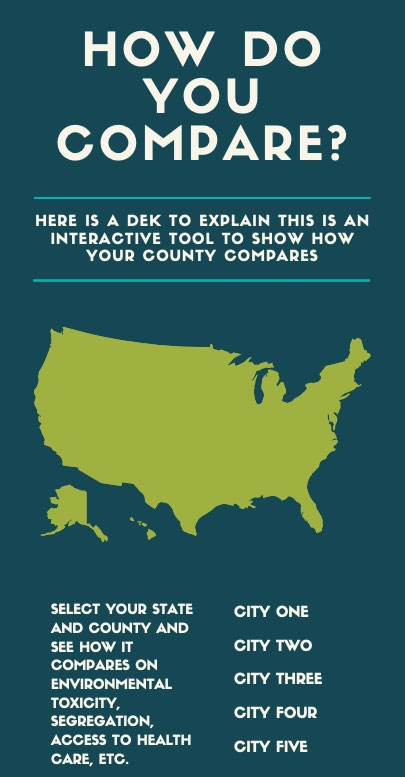 HOW DO
YOU
COMPARE?
HERE IS A DEK TO EXPLAIN THIS IS AN
INTERACTIVE TOOL TO SHOW HOW
YOUR COUNTY COMPARES
SELECT YOUR STATE
AND COUNTY AND
SEE HOW IT
COMPARES ON
ENVIRONMENTAL
TOXICITY,
SEGREGATION,
ACCESS TO HEALTH
CARE, ETC.
CITY ONE
CITY TWO
CITY THREE
CITY FOUR
CITY FIVE